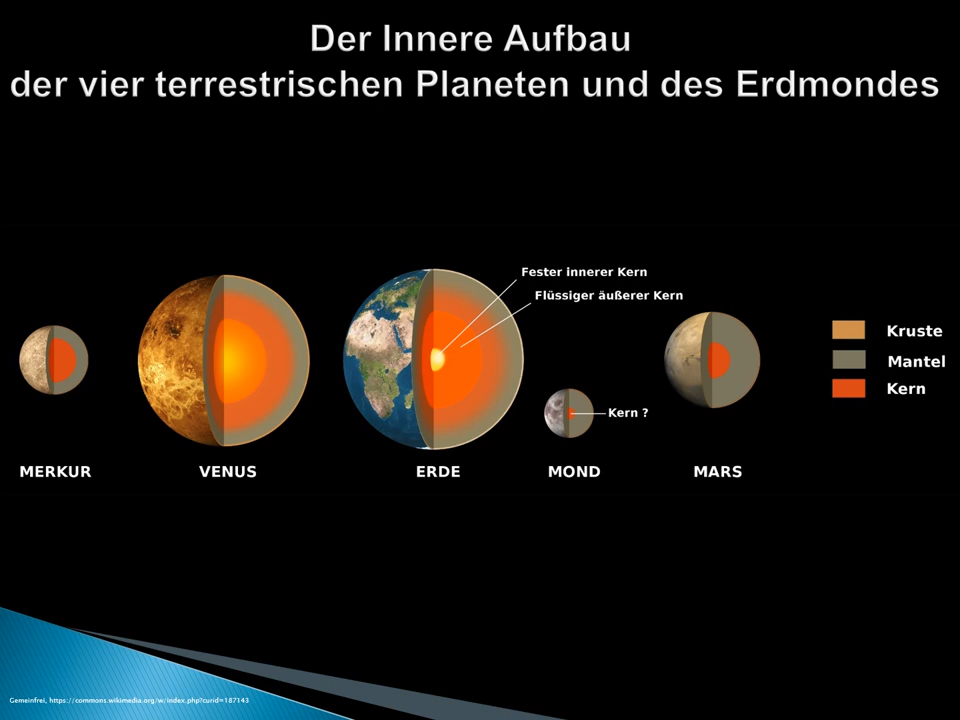 Der Innere Aufbau
der vier terrestrischen Planeten und des Erdmondes
Fester innerer Kern
Flüssiger äußerer Kern
Kruste
Mantel
Kern
Kern ?
MERKUR
VENUS
ERDE
MOND
MARS
Gemeinfrei, https://commons.wikimedia.org/w/index.php?curid=187143